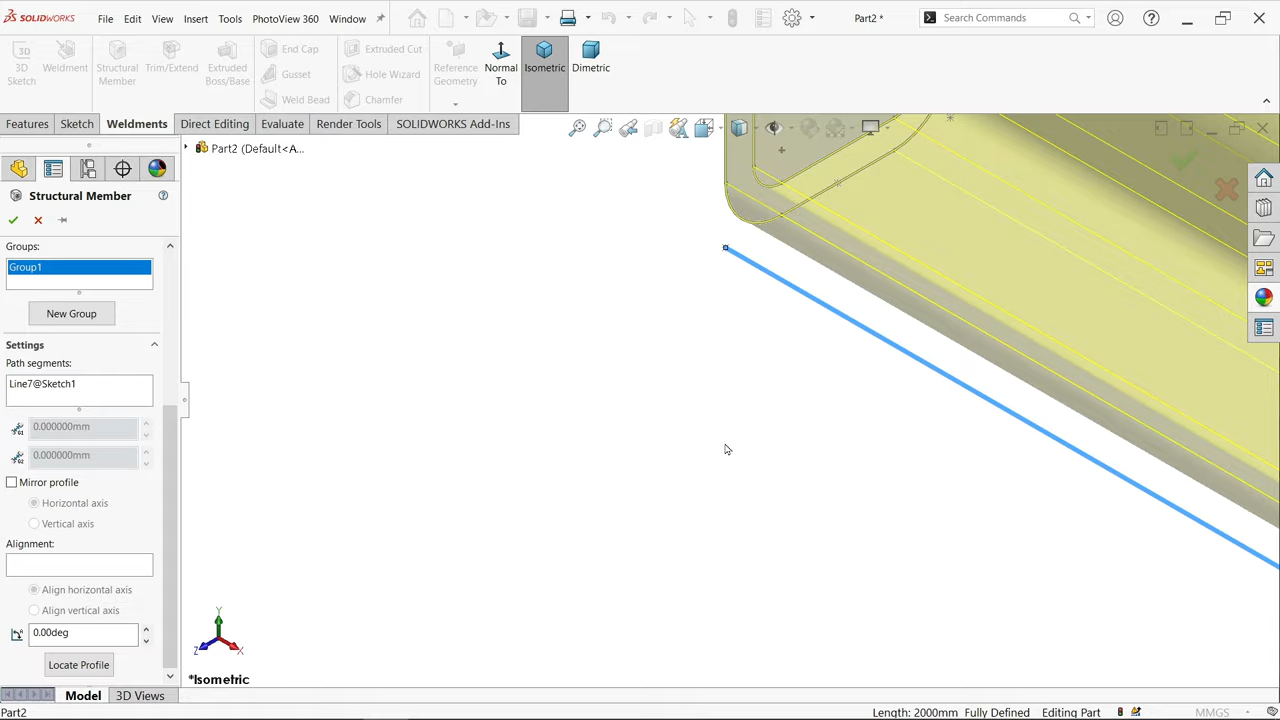 SOLIDWORKS
File
Edit
View
Insert
Tools
PhotoView 360
Window
Part2 *
Search Commands
3D Sketch
Weldment
Structural Member
Trim/Extend
Extruded Boss/Base
End Cap
Gusset
Weld Bead
Extruded Cut
Hole Wizard
Chamfer
Reference Geometry
Normal To
Isometric
Dimetric
Features
Sketch
Weldments
Direct Editing
Evaluate
Render Tools
SOLIDWORKS Add-Ins
Part2 (Default<A...
Structural Member
Groups:
Group1
New Group
Settings
Path segments:
Line7@Sketch1
0.000000mm
0.000000mm
Mirror profile
Horizontal axis
Vertical axis
Alignment:
Align horizontal axis
Align vertical axis
0.00deg
Locate Profile
Y
Z
X
*Isometric
Model
3D Views
Part2
Length: 2000mm
Fully Defined
Editing Part
MMGS